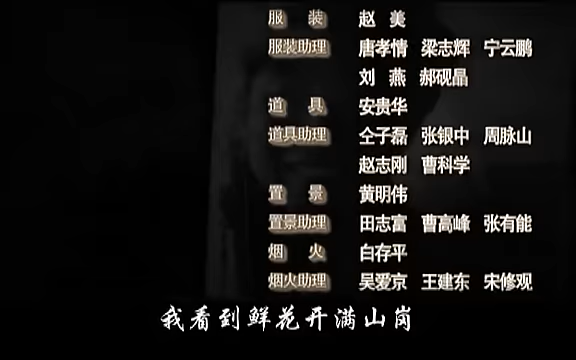 服 装 赵 美
服装助理 唐孝情 梁志辉 宁云鹏
刘 燕 郝砚晶
道 具 安贵华
道具助理 仝子磊 张银中 周脉山
赵志刚 曹科学
置 景 黄明伟
置景助理 田志富 曹高峰 张有能
烟 火 白存平
烟火助理 吴爱京 王建东 宋修观
我看到鲜花开满山岗